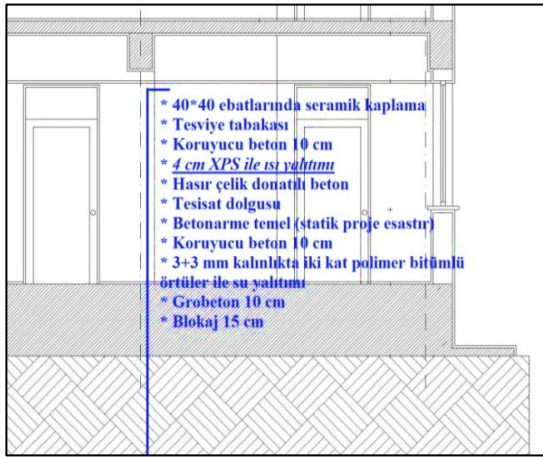 * 40*40 ebatlarında seramik kaplama
* Tesviye tabakası
* Koruyucu beton 10 cm
* 4 cm XPS ile ısı yalıtımı
* Hasır çelik donatılı beton
* Tesisat dolgusu
* Betonarme temel (statik proje esastır)
* Koruyucu beton 10 cm
* 3+3 mm kalınlıkta iki kat polimer bitümlü
örtüler ile su yalıtımı
* Grobeton 10 cm
* Blokaj 15 cm